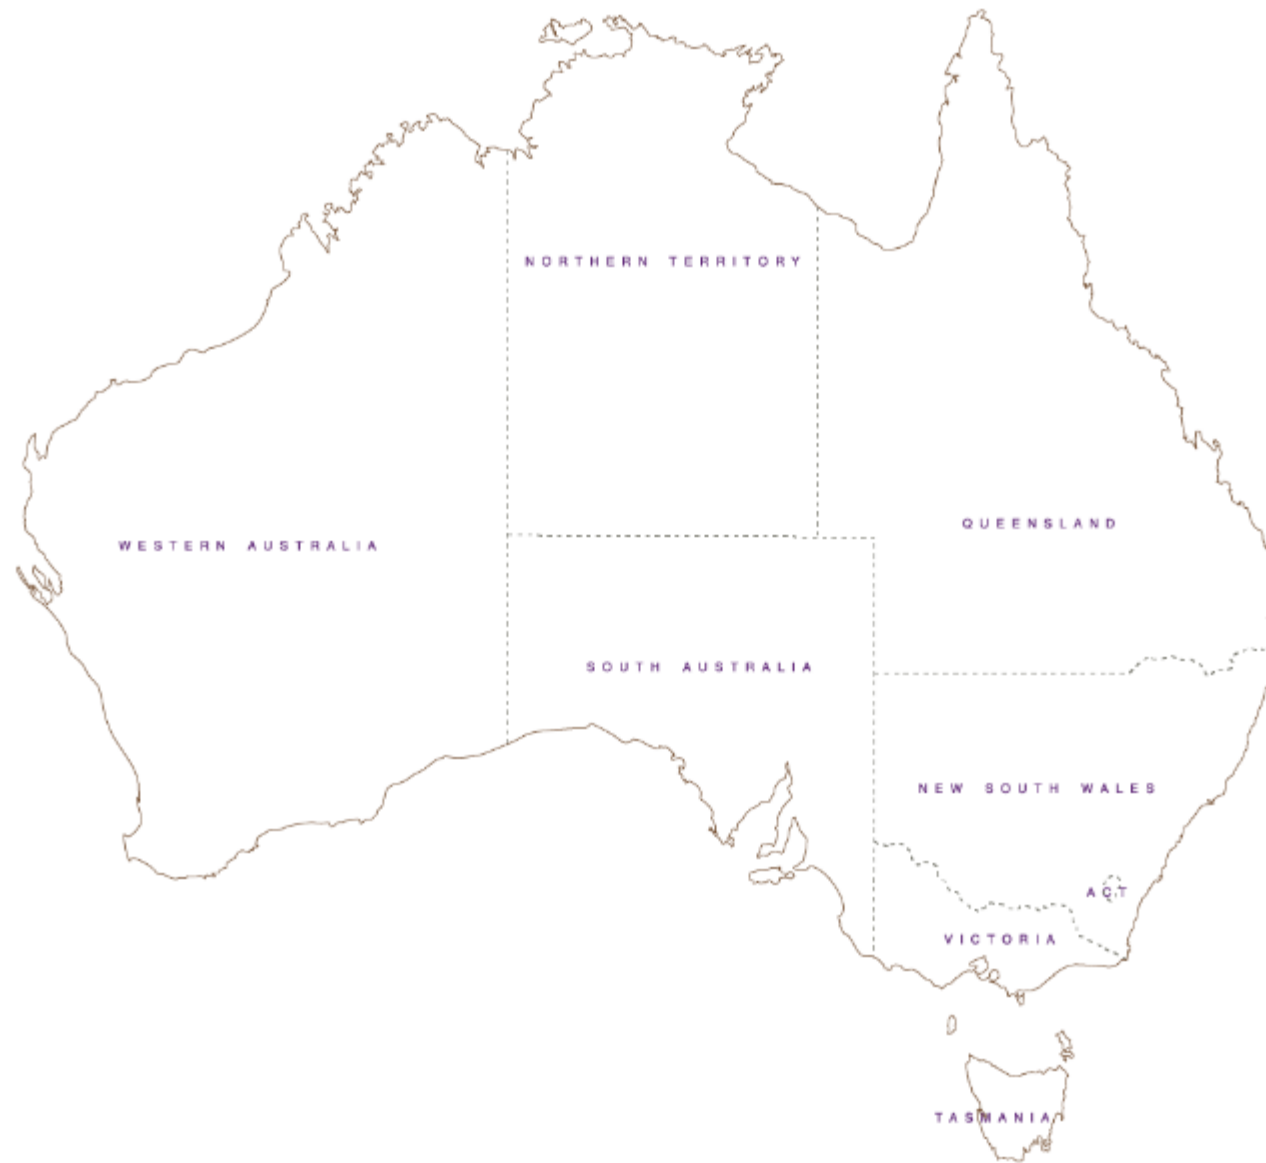 NORTHERN TERRITORY
QUEENSLAND
WESTERN AUSTRALIA
SOUTH AUSTRALIA
NEW SOUTH WALES
ACT
VICTORIA
TASMANIA